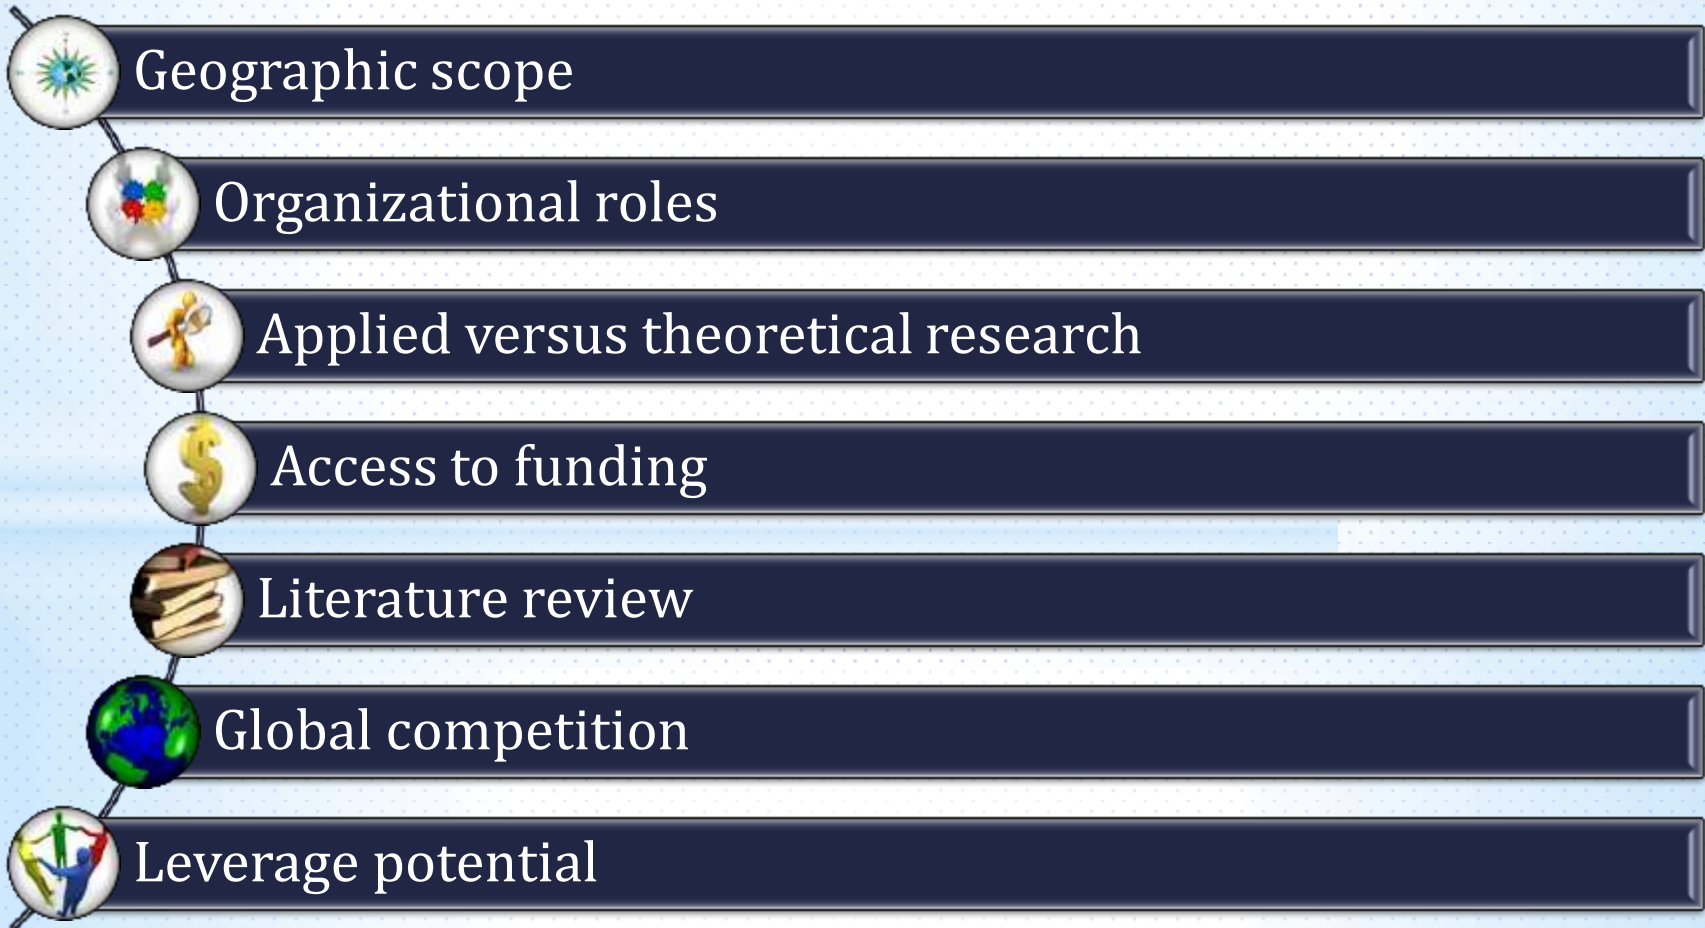 Geographic scope
Organizational roles
Applied versus theoretical research
Access to funding
Literature review
Global competition
Leverage potential